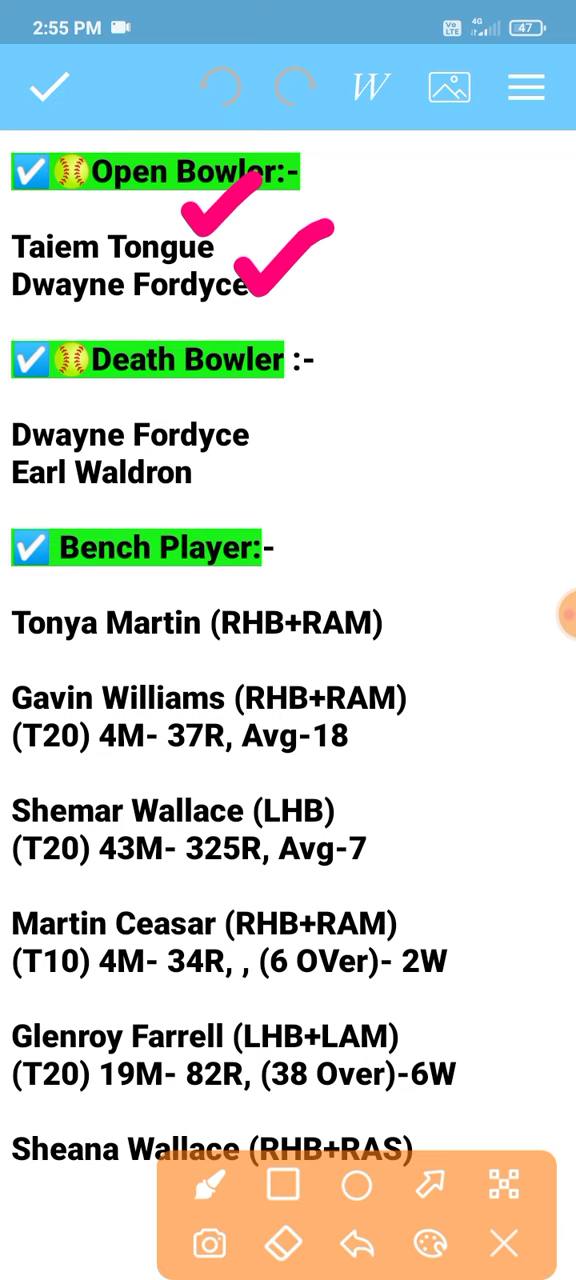 2:55 PM
Vo LTE 4G 47
W
✅🥎Open Bowler:-
Taiem Tongue
Dwayne Fordyce
✅🥎Death Bowler :-
Dwayne Fordyce
Earl Waldron
✅ Bench Player:-
Tonya Martin (RHB+RAM)
Gavin Williams (RHB+RAM)
(T20) 4M- 37R, Avg-18
Shemar Wallace (LHB)
(T20) 43M- 325R, Avg-7
Martin Ceasar (RHB+RAM)
(T10) 4M- 34R, , (6 OVer)- 2W
Glenroy Farrell (LHB+LAM)
(T20) 19M- 82R, (38 Over)-6W
Sheana Wallace (RHB+RAS)